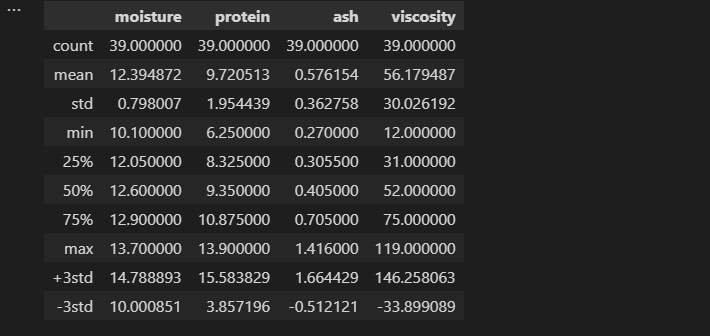 ...
moisture protein ash viscosity
count 39.000000 39.000000 39.000000 39.000000
mean 12.394872 9.720513 0.576154 56.179487
std 0.798007 1.954439 0.362758 30.026192
min 10.100000 6.250000 0.270000 12.000000
25% 12.050000 8.325000 0.305500 31.000000
50% 12.600000 9.350000 0.405000 52.000000
75% 12.900000 10.875000 0.705000 75.000000
max 13.700000 13.900000 1.416000 119.000000
+3std 14.788893 15.583829 1.664429 146.258063
-3std 10.000851 3.857196 -0.512121 -33.899089